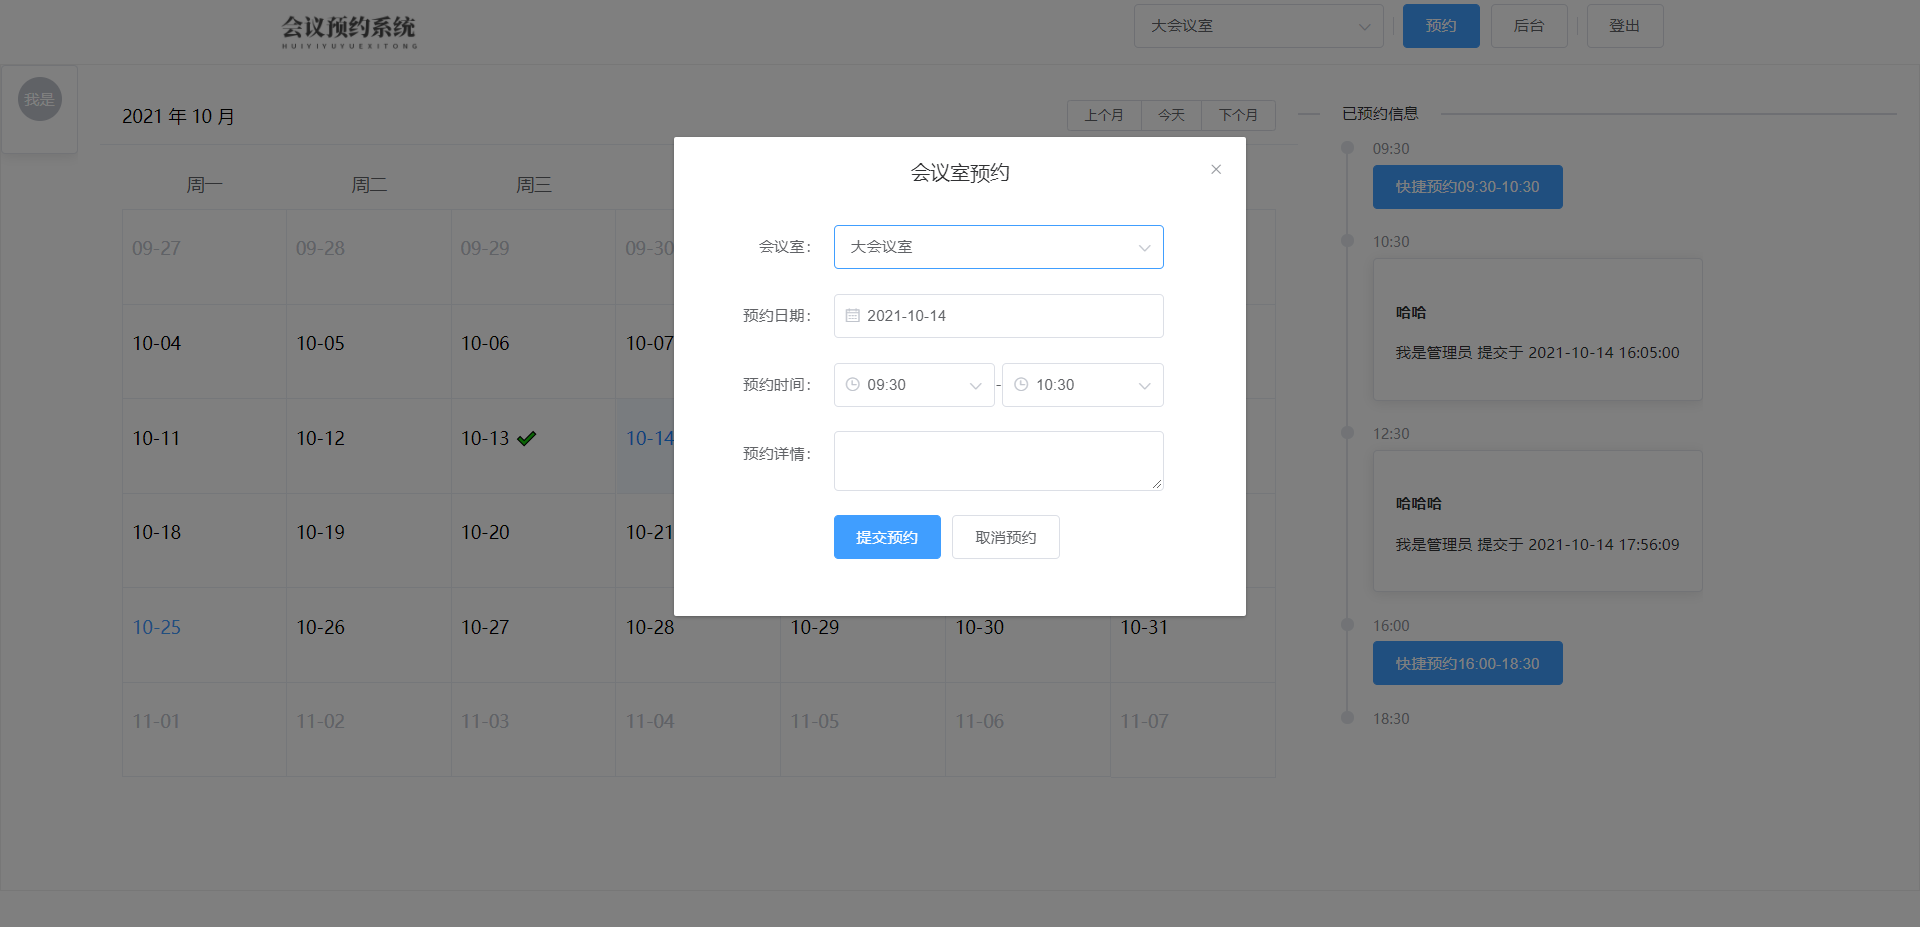 会议预约系统
HUIYIYUYUEXITONG
大会议室
预约
后台
登出
我是
2021 年 10 月
上个月 今天 下个月
周一 周二 周三
09-27 09-28 09-29 09-30
10-04 10-05 10-06 10-07
10-11 10-12 10-13 10-14
10-18 10-19 10-20 10-21
10-25 10-26 10-27 10-28 10-29 10-30 10-31
11-01 11-02 11-03 11-04 11-05 11-06 11-07
会议室预约
会议室：
大会议室
预约日期：
2021-10-14
预约时间：
09:30 - 10:30
预约详情：
提交预约 取消预约
已预约信息
09:30
快捷预约09:30-10:30
10:30
哈哈
我是管理员 提交于 2021-10-14 16:05:00
12:30
哈哈哈
我是管理员 提交于 2021-10-14 17:56:09
16:00
快捷预约16:00-18:30
18:30